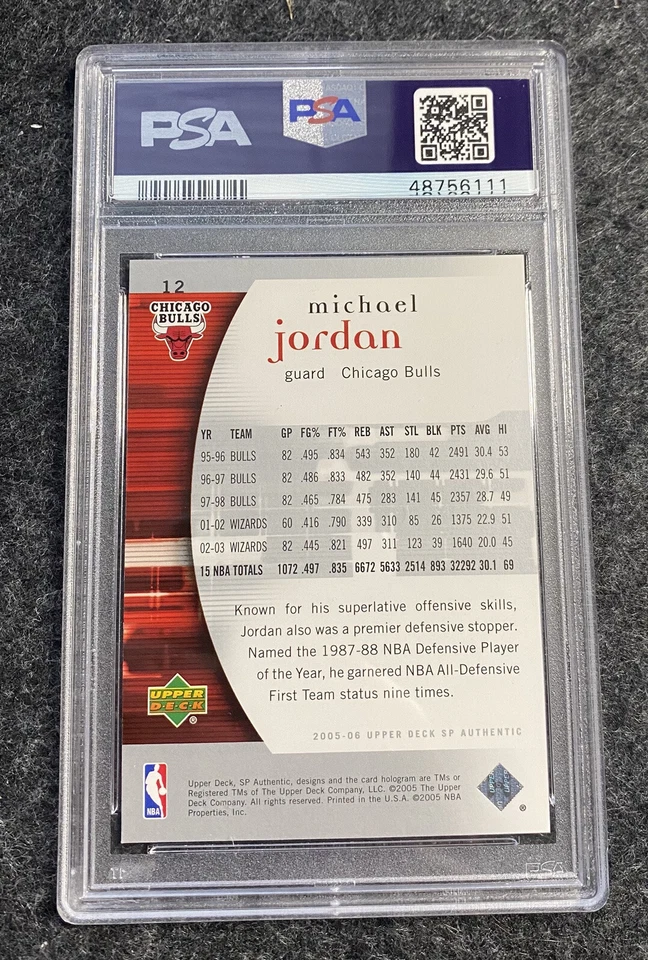 PSA
PSA
48756111
12
CHICAGO
BULLS
michael
jordan
guard Chicago Bulls
YR TEAM GP FG% FT% REB AST STL BLK PTS AVG HI
95-96 BULLS 82 .495 .834 543 352 180 42 2491 30.4 53
96-97 BULLS 82 .486 .833 482 352 140 44 2431 29.6 51
97-98 BULLS 82 .465 .784 475 283 141 45 2357 28.7 49
01-02 WIZARDS 60 .416 .790 339 310 85 26 1375 22.9 51
02-03 WIZARDS 82 .445 .821 497 311 123 39 1640 20.0 45
15 NBA TOTALS 1072 .497 .835 6672 5633 2514 893 32292 30.1 69
Known for his superlative offensive skills,
Jordan also was a premier defensive stopper.
Named the 1987-88 NBA Defensive Player
of the Year, he garnered NBA All-Defensive
First Team status nine times.
UPPER
D·E·C·K
®
2005-06 UPPER DECK SP AUTHENTIC
NBA
Upper Deck, SP Authentic, designs and the card hologram are TMs or
Registered TMs of The Upper Deck Company, LLC. ©2005 The Upper
Deck Company. All rights reserved. Printed in the U.S.A. ©2005 NBA
Properties, Inc.
®
PSA